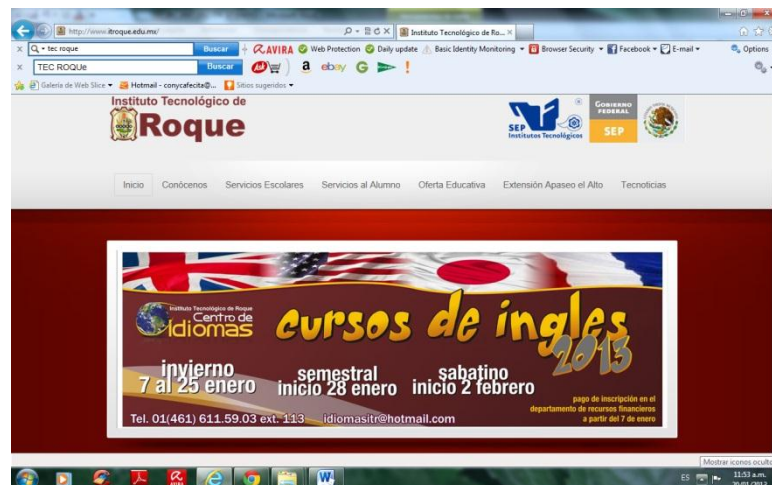 http://www.itroque.edu.mx/
Instituto Tecnológico de Ro...
tec roque
Buscar
AVIRA
Web Protection
Daily update
Basic Identity Monitoring
Browser Security
Facebook
E-mail
Options
TEC ROQUe
Buscar
Ask
a
ebay
G
!
Galería de Web Slice
Hotmail - conycafecita@...
Sitios sugeridos
Instituto Tecnológico de
Roque
SEP
Institutos Tecnológicos
GOBIERNO
FEDERAL
SEP
Inicio
Conócenos
Servicios Escolares
Servicios al Alumno
Oferta Educativa
Extensión Apaseo el Alto
Tecnoticias
Instituto Tecnológico de Roque
Centro de
Idiomas
cursos de ingles
2013
invierno
7 al 25 enero
semestral
inicio 28 enero
sabatino
inicio 2 febrero
pago de inscripción en el
departamento de recursos financieros
a partir del 7 de enero
Tel. 01(461) 611.59.03 ext. 113
idiomasitr@hotmail.com
Mostrar iconos ocultos
AVIRA
W
ES
11:53 a.m.